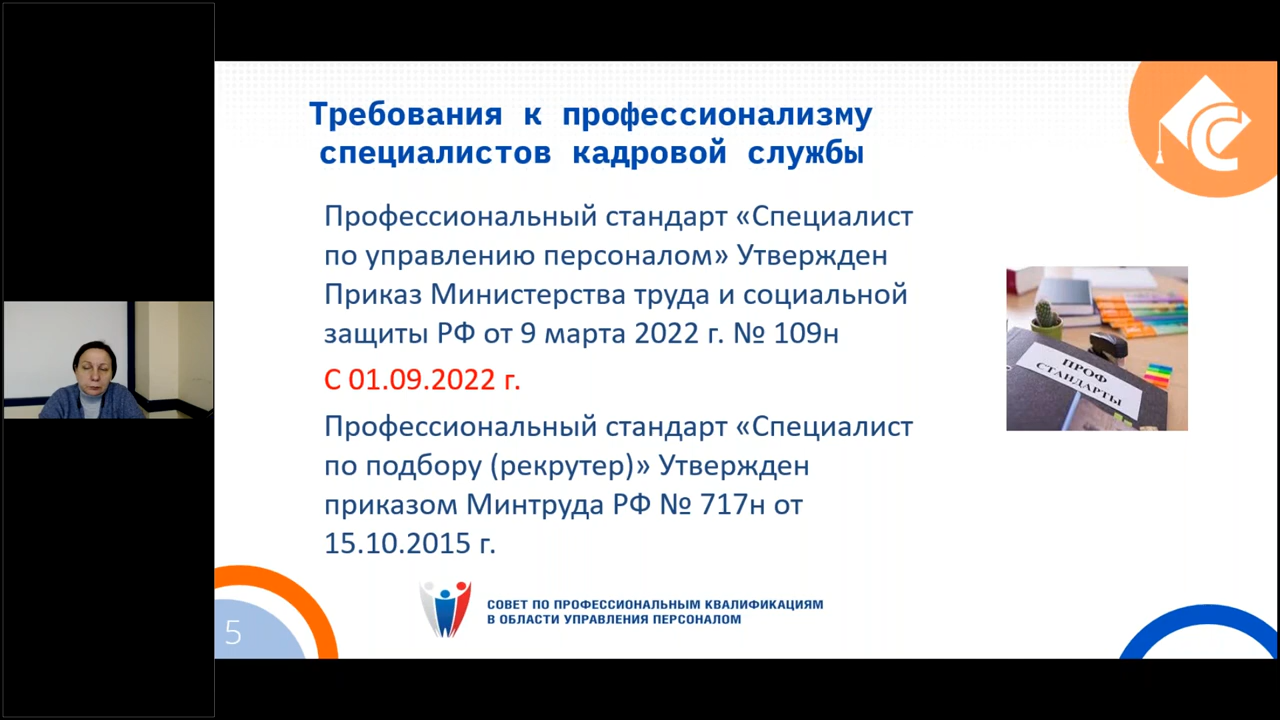 Требования к профессионализму
специалистов кадровой службы
Профессиональный стандарт «Специалист
по управлению персоналом» Утвержден
Приказ Министерства труда и социальной
защиты РФ от 9 марта 2022 г. № 109н
С 01.09.2022 г.
Профессиональный стандарт «Специалист
по подбору (рекрутер)» Утвержден
приказом Минтруда РФ № 717н от
15.10.2015 г.
ПРОФ
СТАНДАРТЫ
СОВЕТ ПО ПРОФЕССИОНАЛЬНЫМ КВАЛИФИКАЦИЯМ
В ОБЛАСТИ УПРАВЛЕНИЯ ПЕРСОНАЛОМ
5